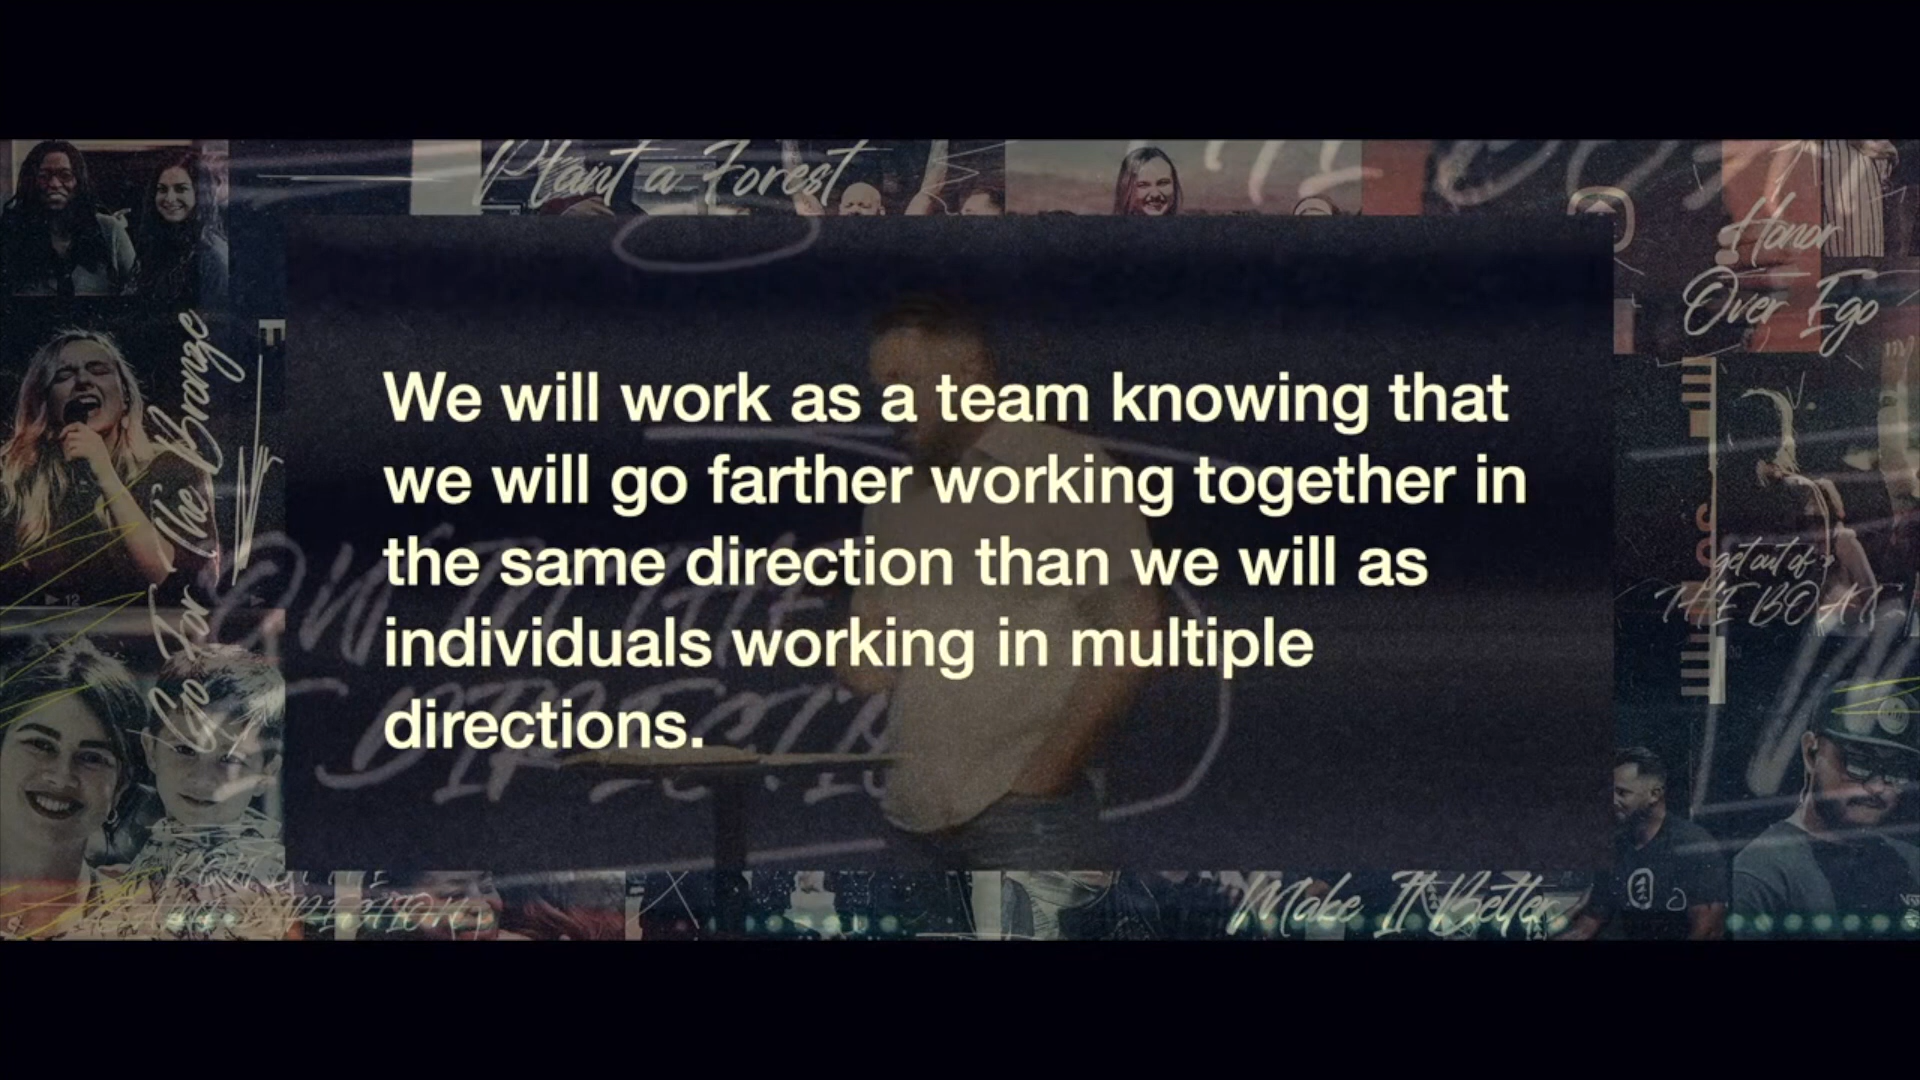 Plant a Forest
Honor
Over Ego
Go For The Bronze
We will work as a team knowing that
we will go farther working together in
the same direction than we will as
individuals working in multiple
directions.
get out of
THE BOAT
Make It Better